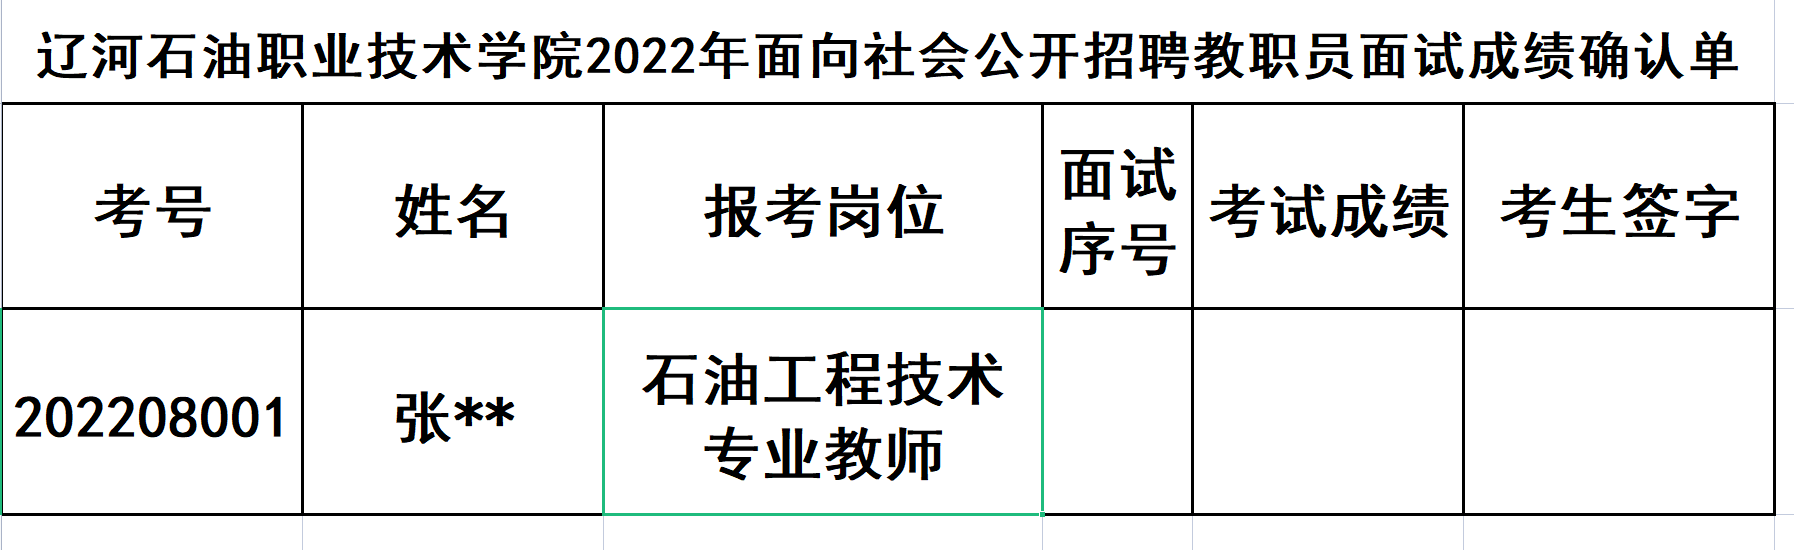 辽河石油职业技术学院2022年面向社会公开招聘教职员面试成绩确认单
考号 姓名 报考岗位 面试 考试成绩 考生签字
序号
202208001 张** 石油工程技术
专业教师